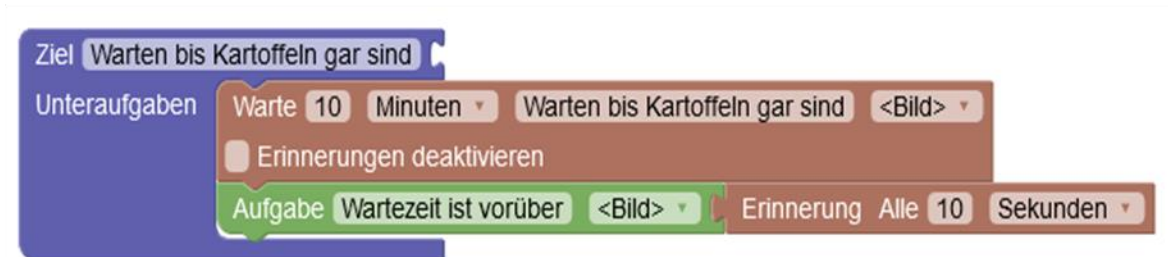 Ziel Warten bis Kartoffeln gar sind
Unteraufgaben Warte 10 Minuten Warten bis Kartoffeln gar sind <Bild>
Erinnerungen deaktivieren
Aufgabe Wartezeit ist vorüber <Bild> Erinnerung Alle 10 Sekunden